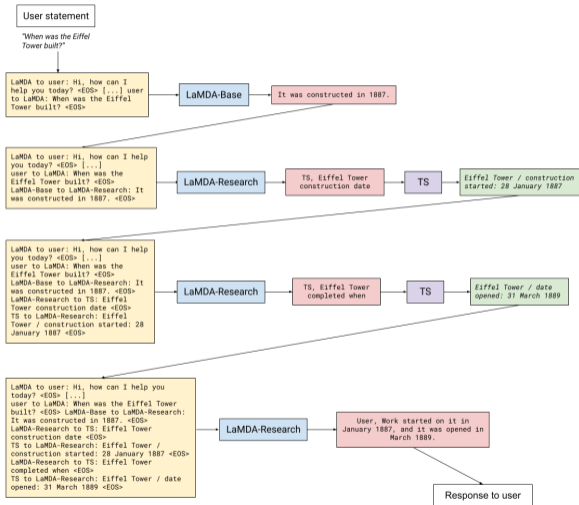 User statement
"When was the Eiffel
Tower built?"
LaMDA to user: Hi, how can I
help you today? <EOS> [...] user
to LaMDA: When was the Eiffel
Tower built? <EOS>
LaMDA-Base
It was constructed in 1887.
LaMDA to user: Hi, how can I help
you today? <EOS> [...]
user to LaMDA: When was the
Eiffel Tower built? <EOS>
LaMDA-Base to LaMDA-Research: It
was constructed in 1887. <EOS>
LaMDA-Research
TS, Eiffel Tower
construction date
TS
Eiffel Tower / construction
started: 28 January 1887
LaMDA to user: Hi, how can I help
you today? <EOS> [...]
user to LaMDA: When was the
Eiffel Tower built? <EOS>
LaMDA-Base to LaMDA-Research: It
was constructed in 1887. <EOS>
LaMDA-Research to TS: Eiffel
Tower construction date <EOS>
TS to LaMDA-Research: Eiffel
Tower / construction started: 28
January 1887 <EOS>
LaMDA-Research
TS, Eiffel Tower
completed when
TS
Eiffel Tower / date
opened: 31 March 1889
LaMDA to user: Hi, how can I help you
today? <EOS> [...]
user to LaMDA: When was the Eiffel Tower
built? <EOS> LaMDA-Base to LaMDA-Research:
It was constructed in 1887. <EOS>
LaMDA-Research to TS: Eiffel Tower
construction date <EOS>
TS to LaMDA-Research: Eiffel Tower /
construction started: 28 January 1887 <EOS>
LaMDA-Research to TS: Eiffel Tower
completed when <EOS>
TS to LaMDA-Research: Eiffel Tower / date
opened: 31 March 1889 <EOS>
LaMDA-Research
User, Work started on it in
January 1887, and it was opened in
March 1889.
Response to user